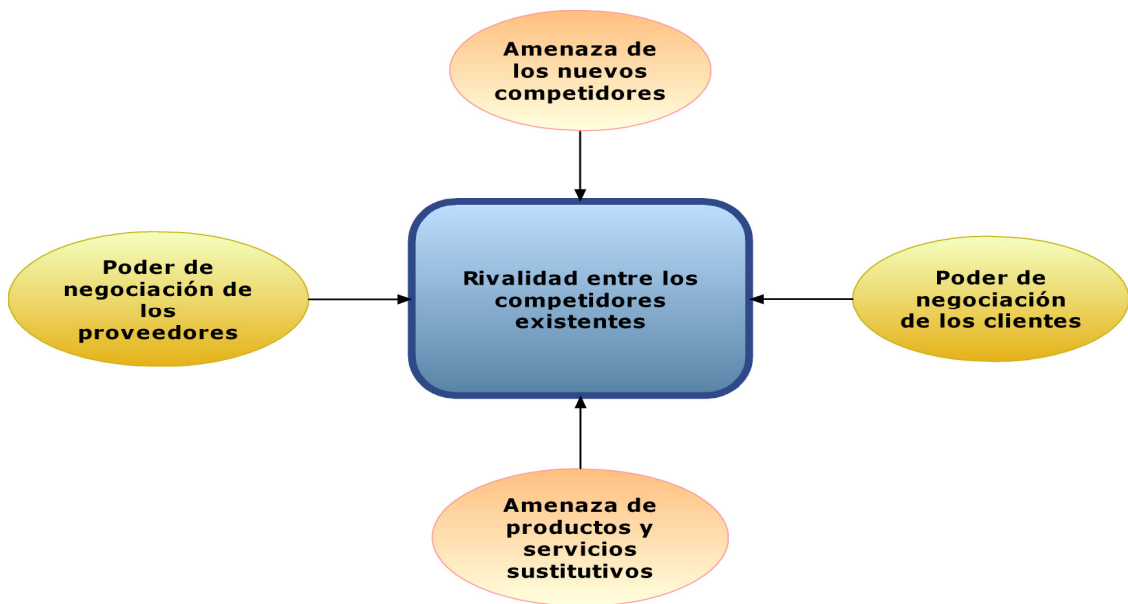 Amenaza de
los nuevos
competidores
Poder de
negociación de
los
proveedores
Rivalidad entre los
competidores
existentes
Poder de
negociación
de los clientes
Amenaza de
productos y
servicios
sustitutivos